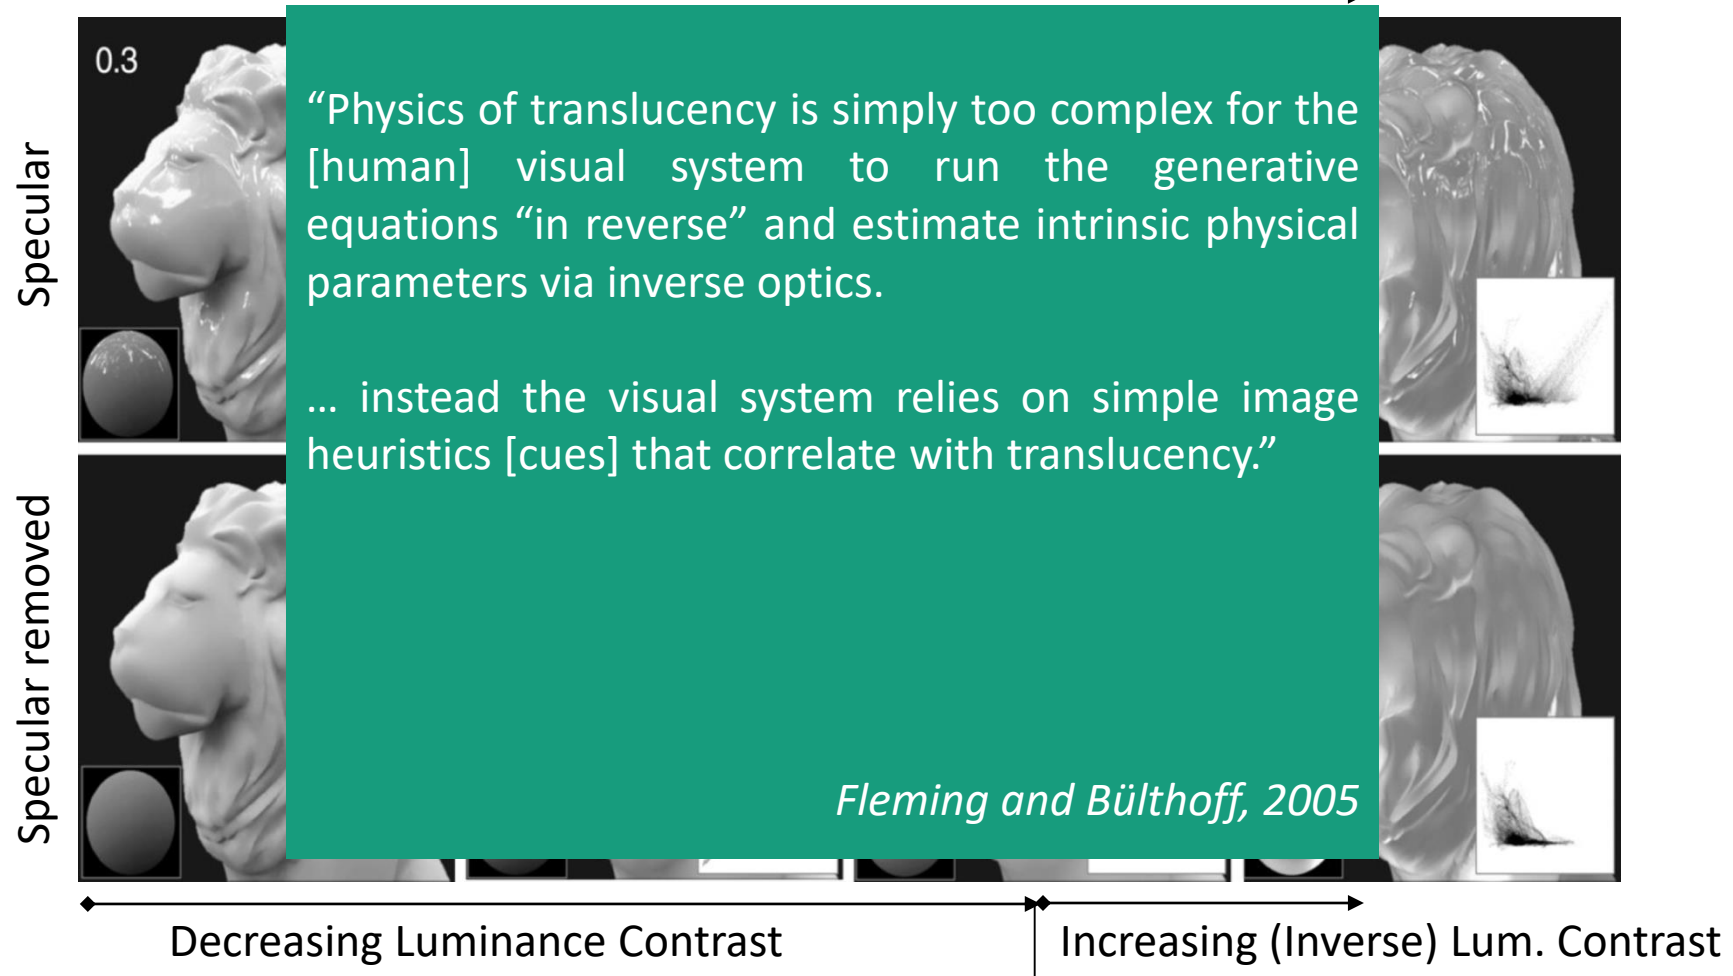 0.3
Specular
“Physics of translucency is simply too complex for the
[human] visual system to run the generative
equations “in reverse” and estimate intrinsic physical
parameters via inverse optics.
… instead the visual system relies on simple image
heuristics [cues] that correlate with translucency.”
Specular removed
Fleming and Bülthoff, 2005
Decreasing Luminance Contrast
Increasing (Inverse) Lum. Contrast